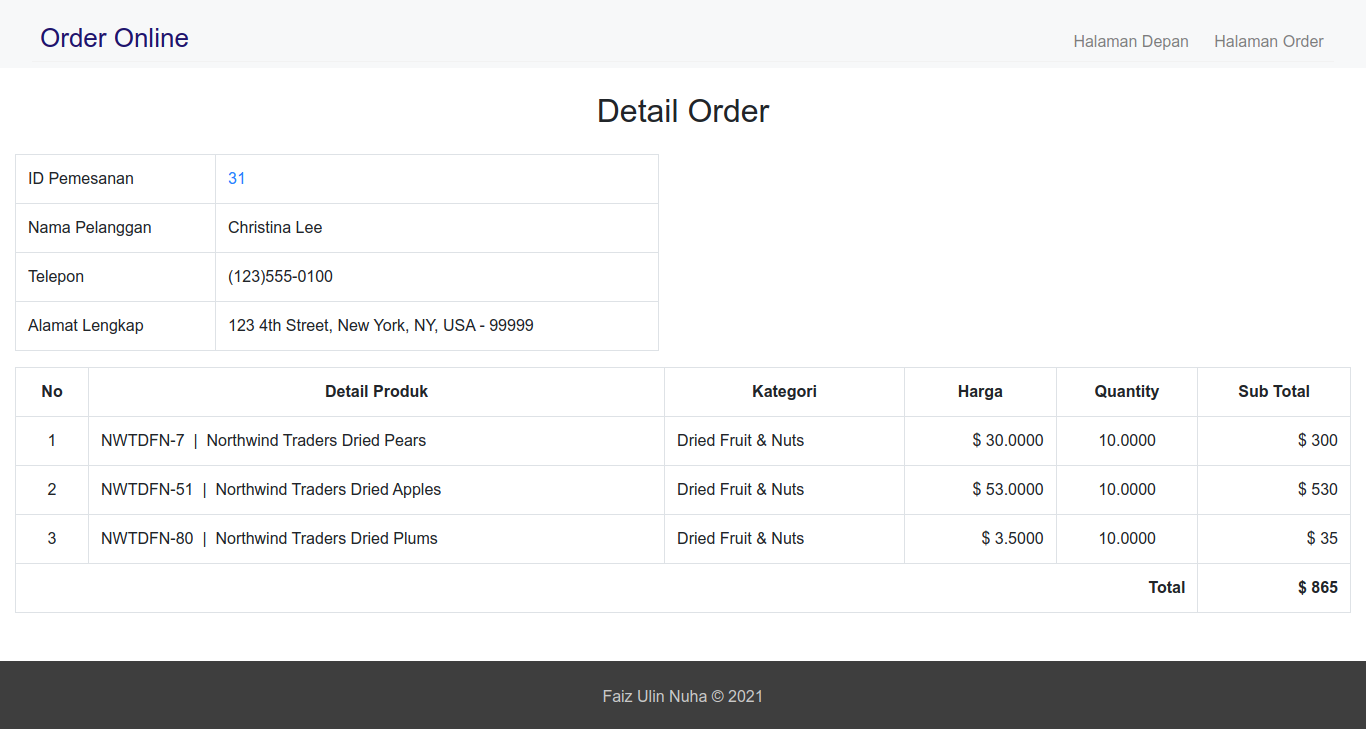 Order Online Halaman Depan Halaman Order
Detail Order
ID Pemesanan 31
Nama Pelanggan Christina Lee
Telepon (123)555-0100
Alamat Lengkap 123 4th Street, New York, NY, USA - 99999
No Detail Produk Kategori Harga Quantity Sub Total
1 NWTDFN-7 | Northwind Traders Dried Pears Dried Fruit & Nuts $ 30.0000 10.0000 $ 300
2 NWTDFN-51 | Northwind Traders Dried Apples Dried Fruit & Nuts $ 53.0000 10.0000 $ 530
3 NWTDFN-80 | Northwind Traders Dried Plums Dried Fruit & Nuts $ 3.5000 10.0000 $ 35
Total $ 865
Faiz Ulin Nuha © 2021